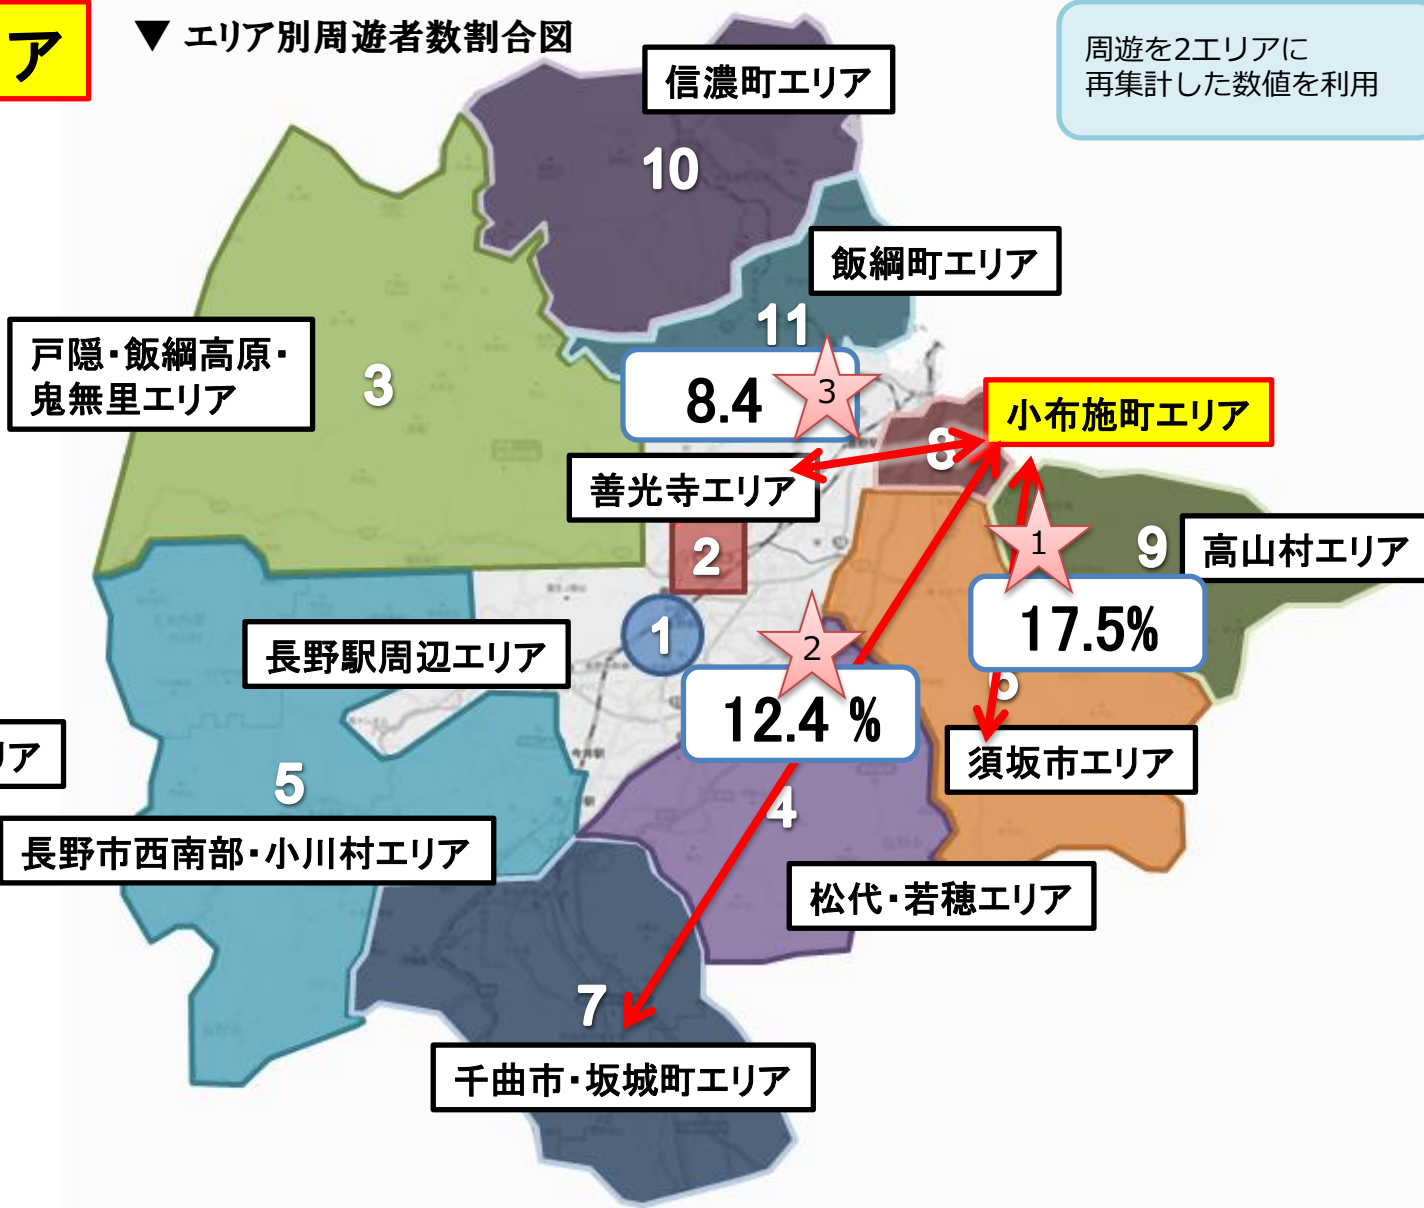 ア
▼ エリア別周遊者数割合図
周遊を2エリアに
再集計した数値を利用
信濃町エリア
10
飯綱町エリア
11
戸隠・飯綱高原・
鬼無里エリア
3
8.4
3
小布施町エリア
8
善光寺エリア
2
1
9
高山村エリア
17.5%
1
長野駅周辺エリア
2
12.4 %
6
須坂市エリア
リア
5
4
長野市西南部・小川村エリア
松代・若穂エリア
7
千曲市・坂城町エリア